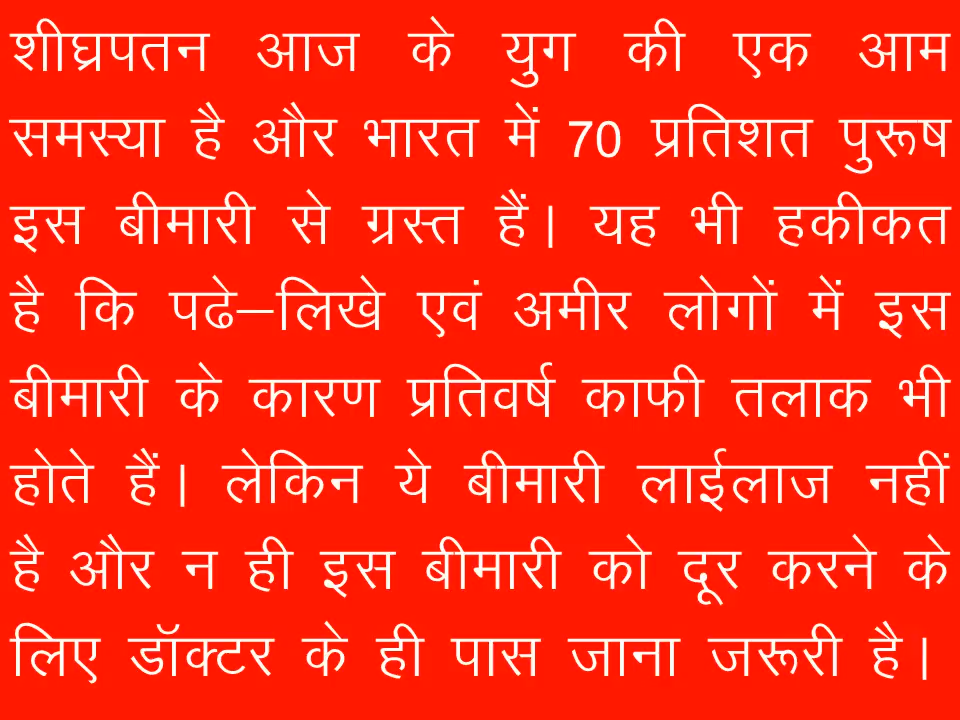 शीघ्रपतन आज के युग की एक आम
समस्या है और भारत में 70 प्रतिशत पुरूष
इस बीमारी से ग्रस्त हैं। यह भी हकीकत
है कि पढे–लिखे एवं अमीर लोगों में इस
बीमारी के कारण प्रतिवर्ष काफी तलाक भी
होते हैं। लेकिन ये बीमारी लाईलाज नहीं
है और न ही इस बीमारी को दूर करने के
लिए डॉक्टर के ही पास जाना जरूरी है।